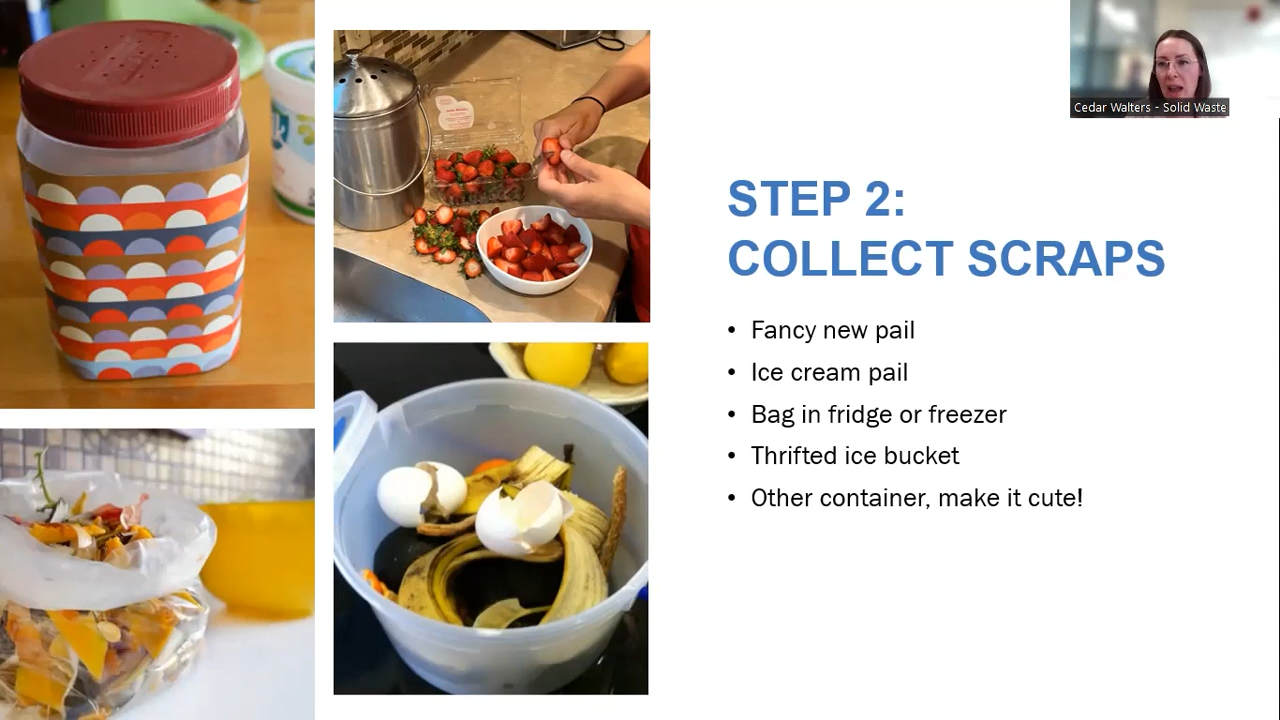 Cedar Walters - Solid Waste
STEP 2:
COLLECT SCRAPS
• Fancy new pail
• Ice cream pail
• Bag in fridge or freezer
• Thrifted ice bucket
• Other container, make it cute!